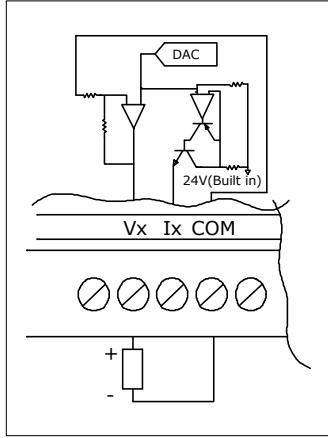 DAC
24V(Built in)
Vx Ix COM
+
-